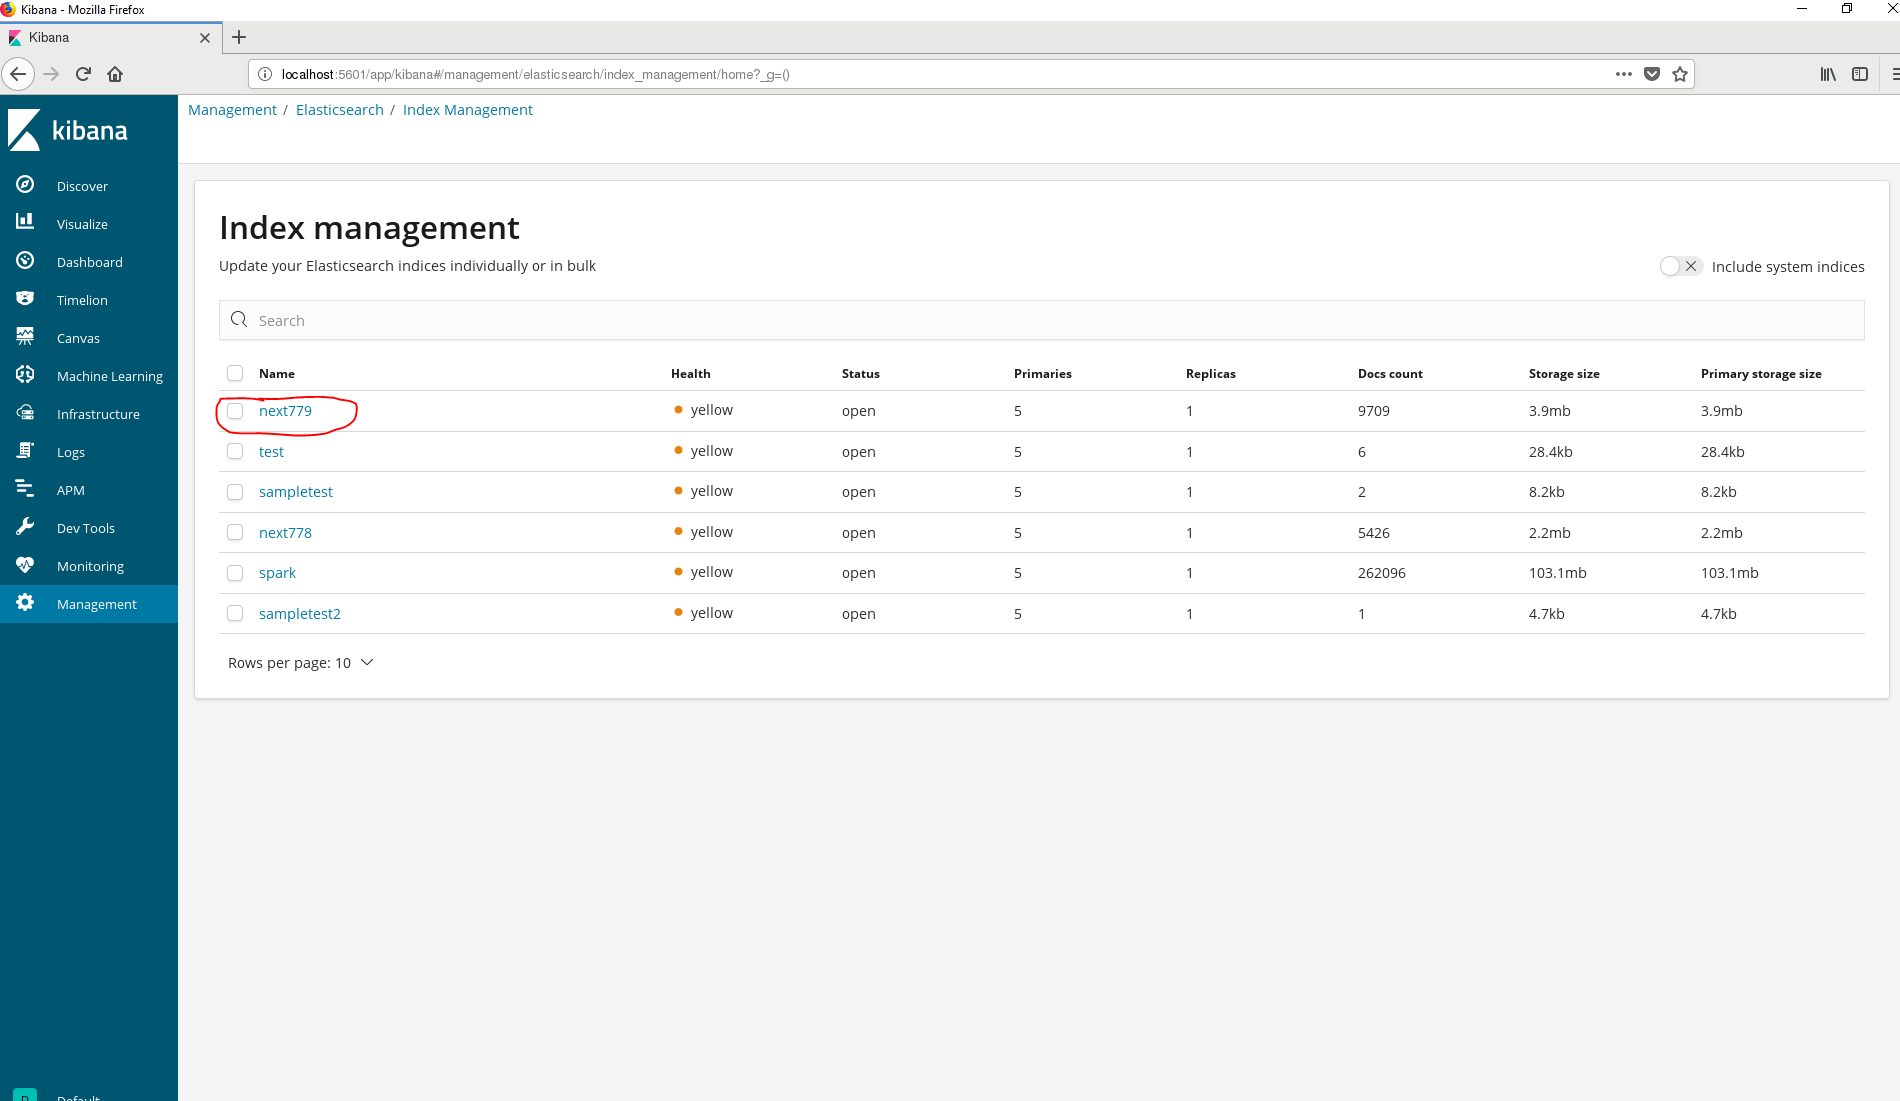 Kibana - Mozilla Firefox
Kibana
localhost:5601/app/kibana#/management/elasticsearch/index_management/home?_g=()
kibana
Management / Elasticsearch / Index Management
Discover
Visualize
Dashboard
Timelion
Canvas
Machine Learning
Infrastructure
Logs
APM
Dev Tools
Monitoring
Management
D Default
Index management
Update your Elasticsearch indices individually or in bulk
Include system indices
Search
Name Health Status Primaries Replicas Docs count Storage size Primary storage size
next779 yellow open 5 1 9709 3.9mb 3.9mb
test yellow open 5 1 6 28.4kb 28.4kb
sampletest yellow open 5 1 2 8.2kb 8.2kb
next778 yellow open 5 1 5426 2.2mb 2.2mb
spark yellow open 5 1 262096 103.1mb 103.1mb
sampletest2 yellow open 5 1 1 4.7kb 4.7kb
Rows per page: 10